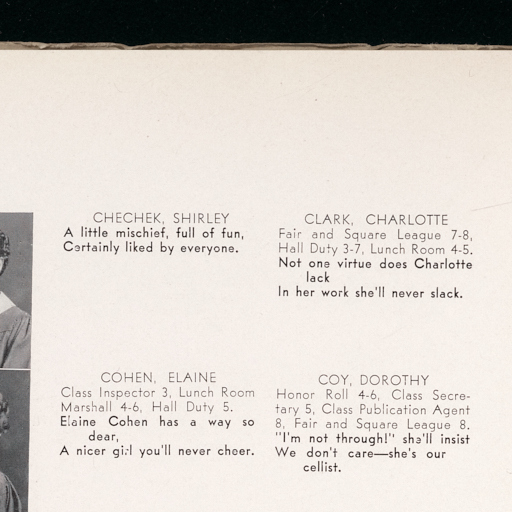 CHECHEK, SHIRLEY
A little mischief, full of fun,
Certainly liked by everyone.
CLARK, CHARLOTTE
Fair and Square League 7-8,
Hall Duty 3-7, Lunch Room 4-5.
Not one virtue does Charlotte
lack
In her work she'll never slack.
COHEN, ELAINE
Class Inspector 3, Lunch Room
Marshall 4-6, Hall Duty 5.
Elaine Cohen has a way so
dear,
A nicer girl you'll never cheer.
COY, DOROTHY
Honor Roll 4-6, Class Secre-
tary 5, Class Publication Agent
8, Fair and Square League 8.
"I'm not through!" she'll insist
We don't care—she's our
cellist.